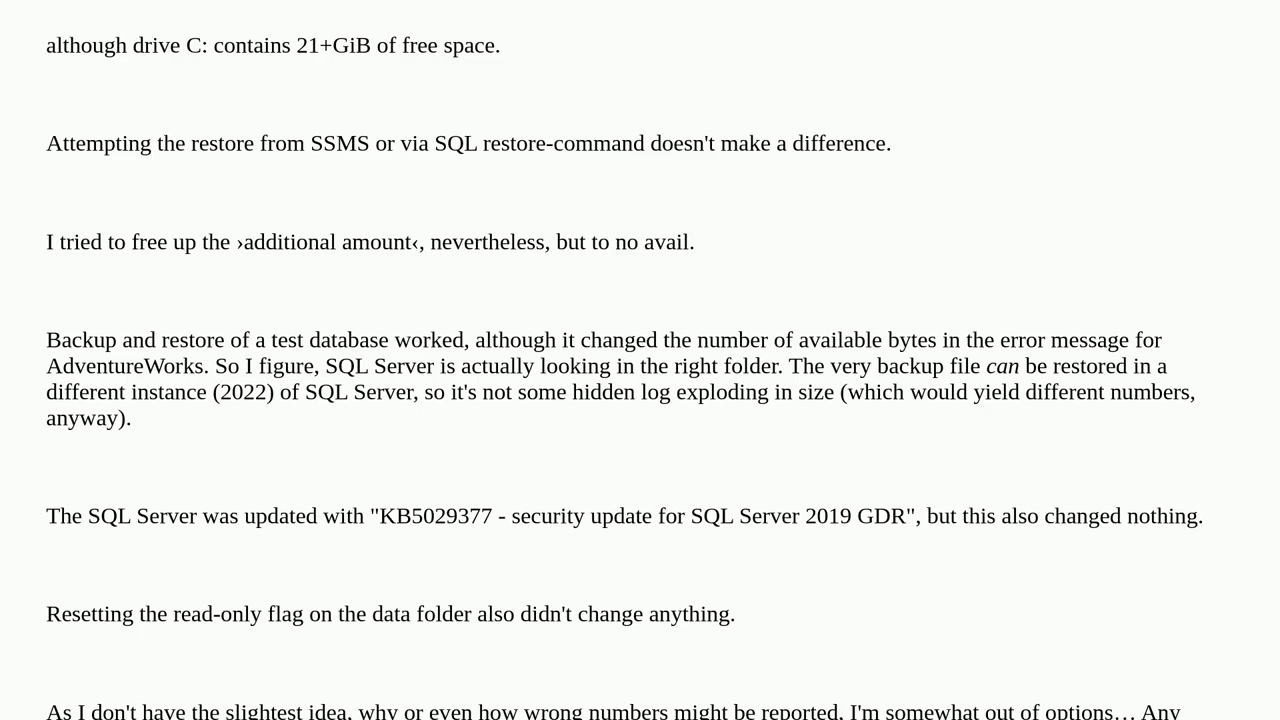 although drive C: contains 21+GiB of free space.
Attempting the restore from SSMS or via SQL restore-command doesn't make a difference.
I tried to free up the ›additional amount‹, nevertheless, but to no avail.
Backup and restore of a test database worked, although it changed the number of available bytes in the error message for
AdventureWorks. So I figure, SQL Server is actually looking in the right folder. The very backup file can be restored in a
different instance (2022) of SQL Server, so it's not some hidden log exploding in size (which would yield different numbers,
anyway).
The SQL Server was updated with "KB5029377 - security update for SQL Server 2019 GDR", but this also changed nothing.
Resetting the read-only flag on the data folder also didn't change anything.
As I don't have the slightest idea, why or even how wrong numbers might be reported, I'm somewhat out of options… Any